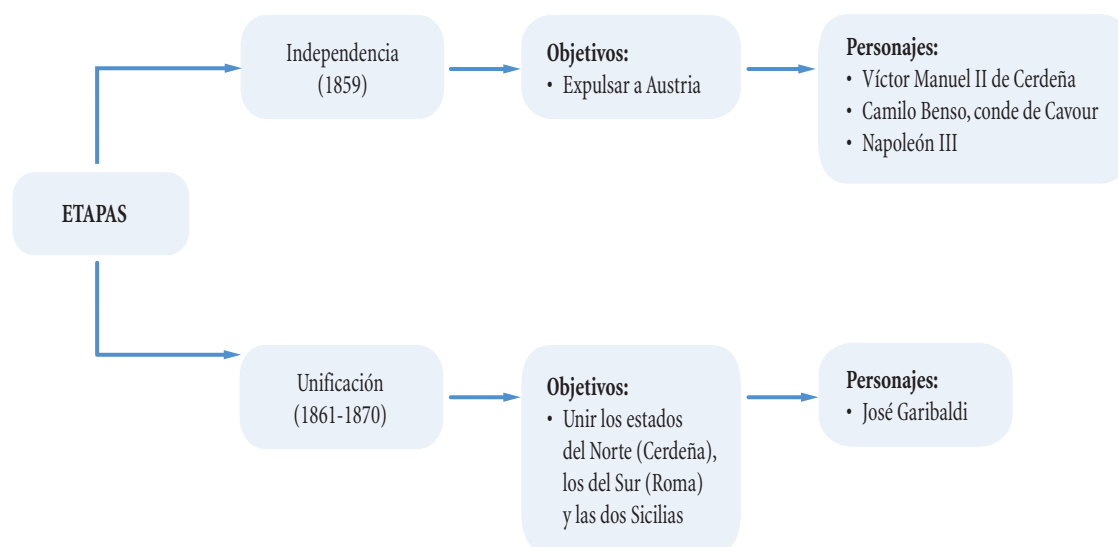 ETAPAS
Independencia
(1859)
Objetivos:
• Expulsar a Austria
Personajes:
• Víctor Manuel II de Cerdeña
• Camilo Benso, conde de Cavour
• Napoleón III
Unificación
(1861-1870)
Objetivos:
• Unir los estados
del Norte (Cerdeña),
los del Sur (Roma)
y las dos Sicilias
Personajes:
• José Garibaldi